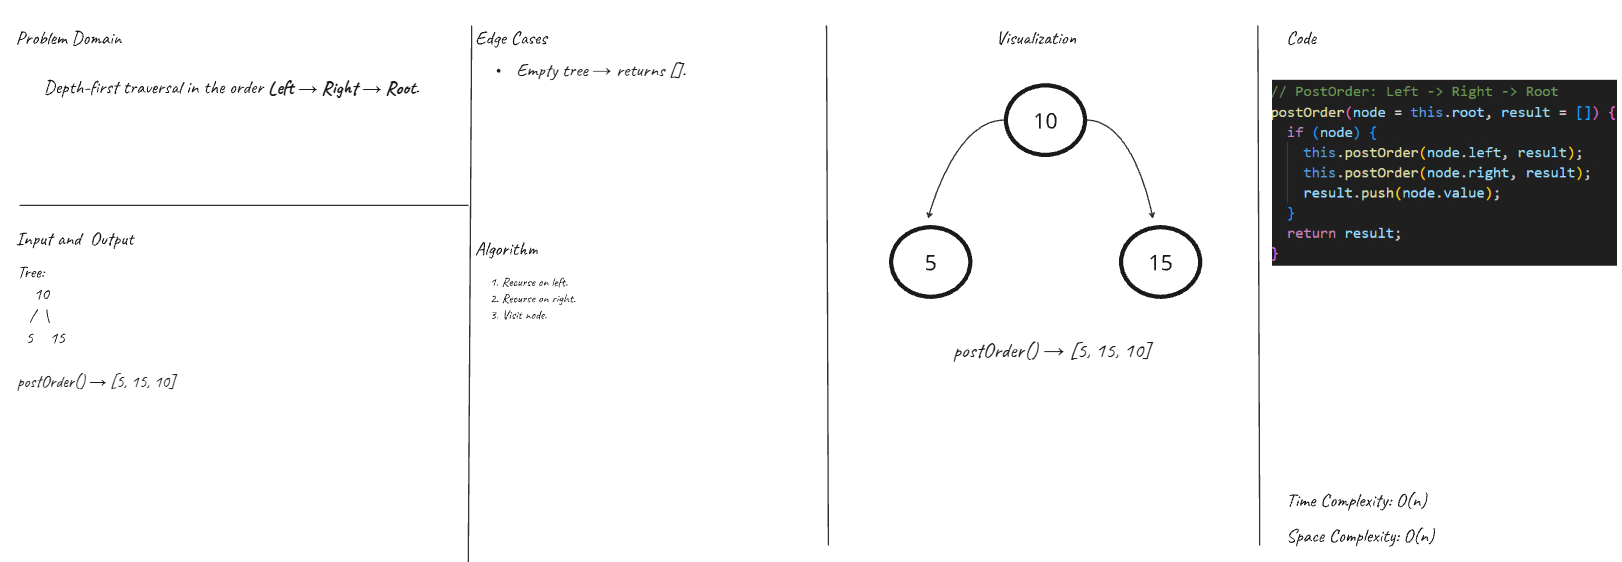 Problem Domain
Depth-first traversal in the order Left → Right → Root.
Input and Output
Tree:
10
/ \
5 15
postOrder() → [5, 15, 10]
Edge Cases
• Empty tree → returns [].
Algorithm
1. Recurse on left.
2. Recurse on right.
3. Visit node.
Visualization
10
5 15
postOrder() → [5, 15, 10]
Code
// PostOrder: Left -> Right -> Root
postOrder(node = this.root, result = []) {
  if (node) {
    this.postOrder(node.left, result);
    this.postOrder(node.right, result);
    result.push(node.value);
  }
  return result;
}
Time Complexity: O(n)
Space Complexity: O(n)